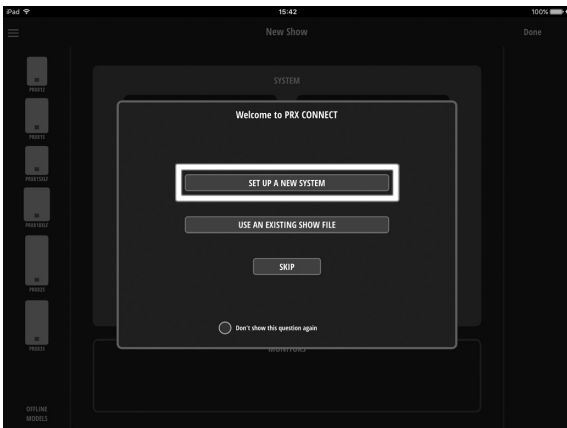 iPad 15:42 100%
New Show Done
SYSTEM
PRX812
Welcome to PRX CONNECT
PRX815
PRX815XLF
SET UP A NEW SYSTEM
PRX818XLF
USE AN EXISTING SHOW FILE
SKIP
PRX825
Don't show this question again
PRX835
MONITORS
OFFLINE
MODELS